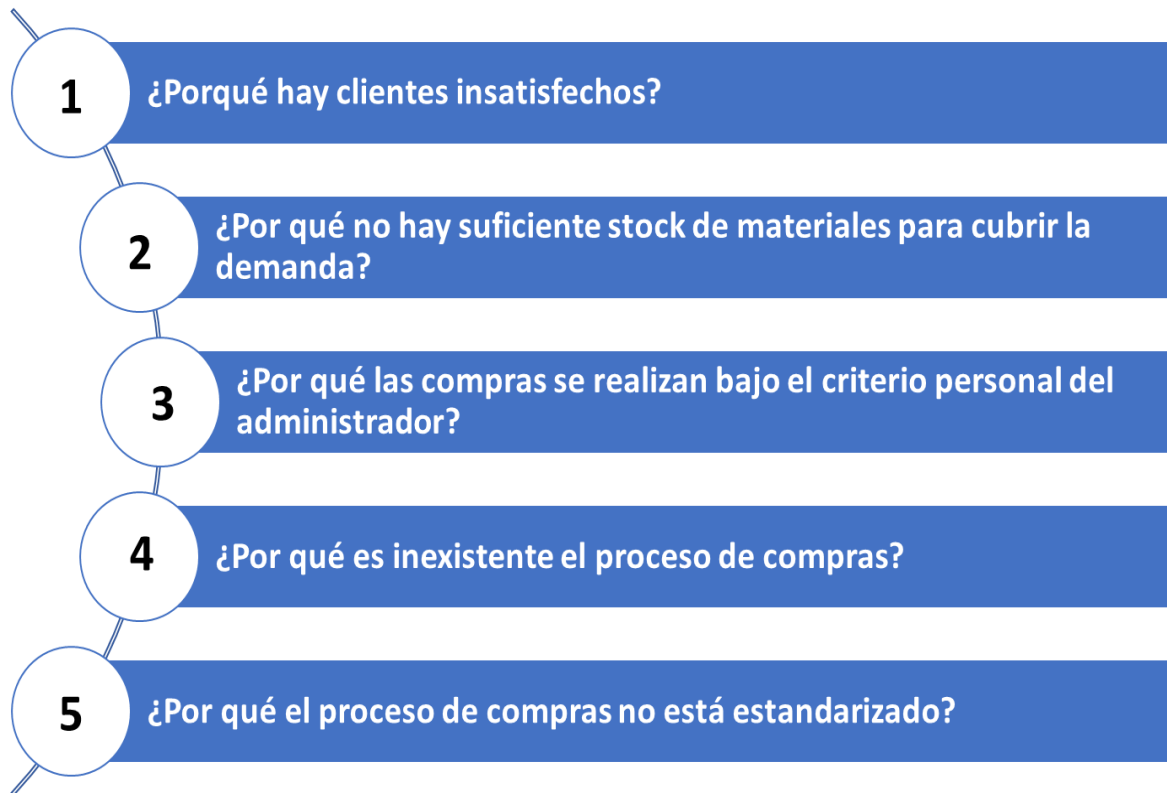 1
¿Porqué hay clientes insatisfechos?
2
¿Por qué no hay suficiente stock de materiales para cubrir la
demanda?
3
¿Por qué las compras se realizan bajo el criterio personal del
administrador?
4
¿Por qué es inexistente el proceso de compras?
5
¿Por qué el proceso de compras no está estandarizado?